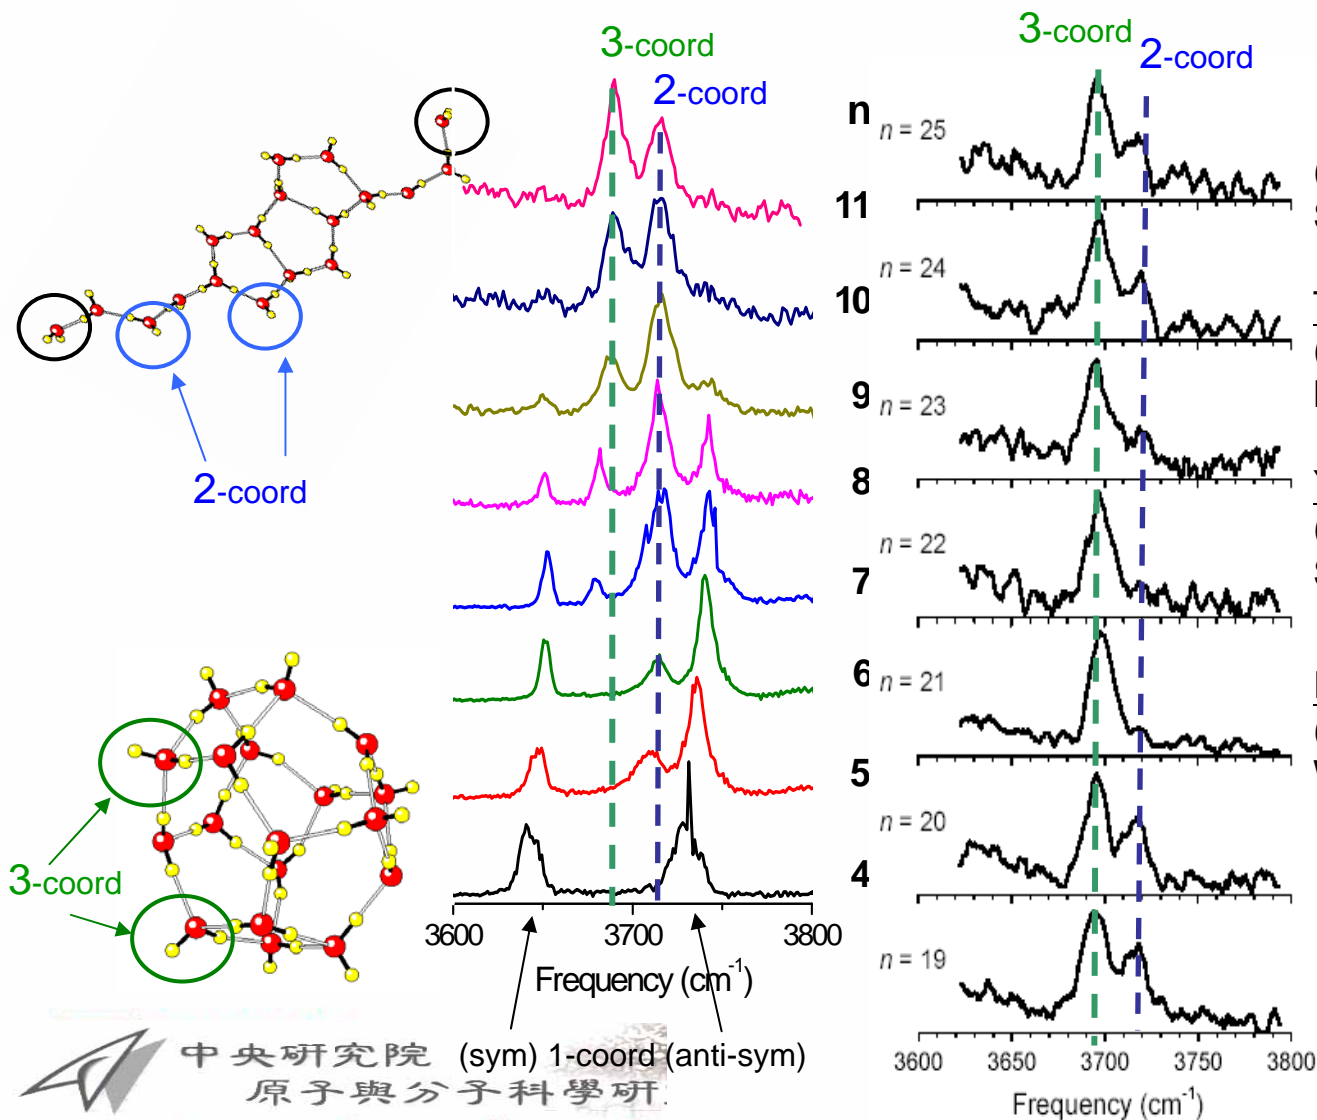 3-coord
2-coord
2-coord
3-coord
n
11
10
9
8
7
6
5
4
3600
3700
3800
Frequency (cm-1)
(sym) 1-coord (anti-sym)
中央研究院
原子與分子科學研
3-coord
2-coord
n = 25
n = 24
n = 23
n = 22
n = 21
n = 20
n = 19
3600 3650 3700 3750 3800
Frequency (cm-1)